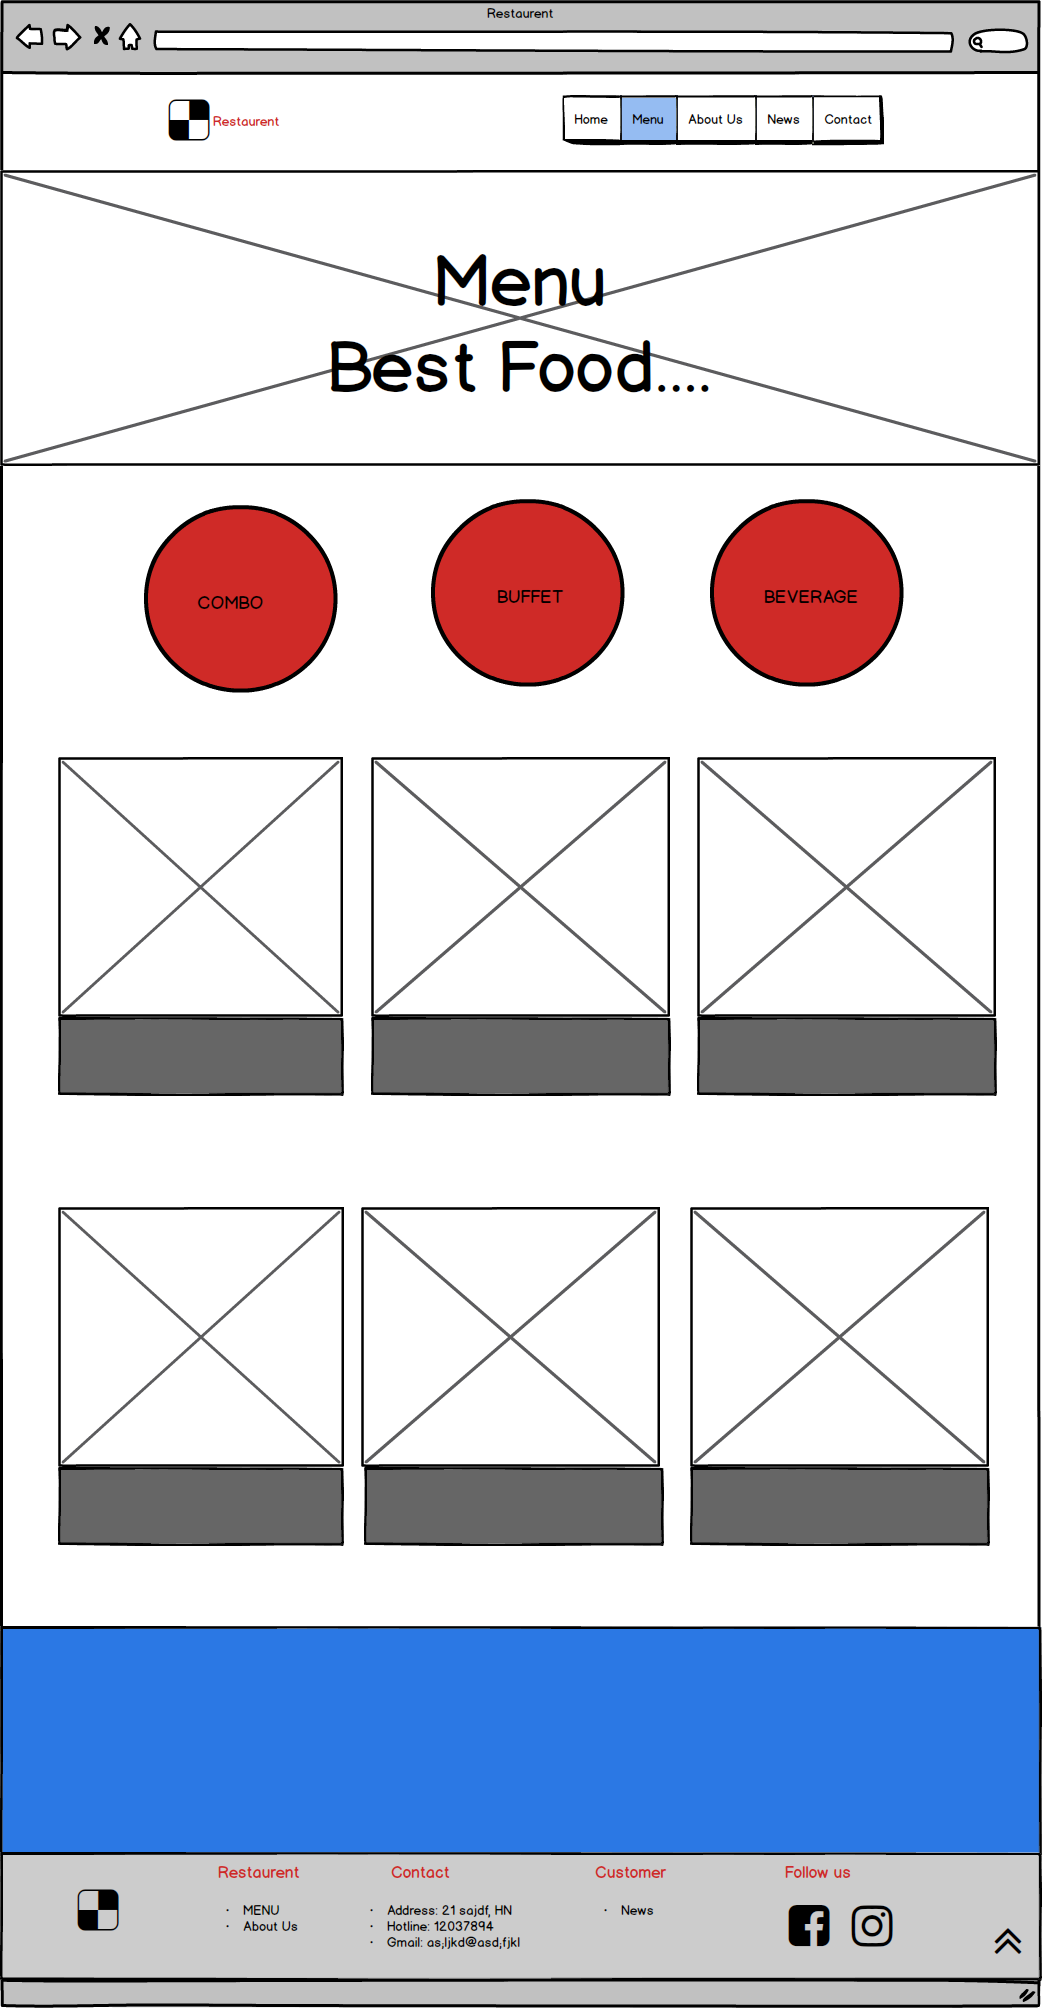 Restaurent
Restaurent
Home Menu About Us News Contact
Menu
Best Food....
COMBO BUFFET BEVERAGE
Restaurent Contact Customer Follow us
• MENU • Address: 21 sajdf, HN • News
• About Us • Hotline: 12037894
• Gmail: as;ljkd@asd;fjkl